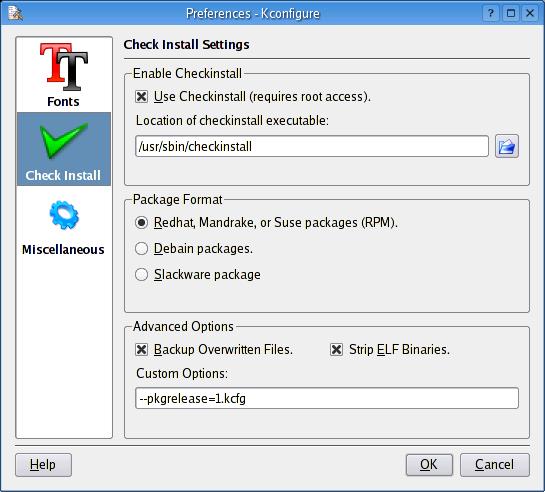 Preferences - Kconfigure
Fonts
Check Install
Miscellaneous
Check Install Settings
Enable Checkinstall
Use Checkinstall (requires root access).
Location of checkinstall executable:
/usr/sbin/checkinstall
Package Format
Redhat, Mandrake, or Suse packages (RPM).
Debain packages.
Slackware package
Advanced Options
Backup Overwritten Files. Strip ELF Binaries.
Custom Options:
--pkgrelease=1.kcfg
Help OK Cancel